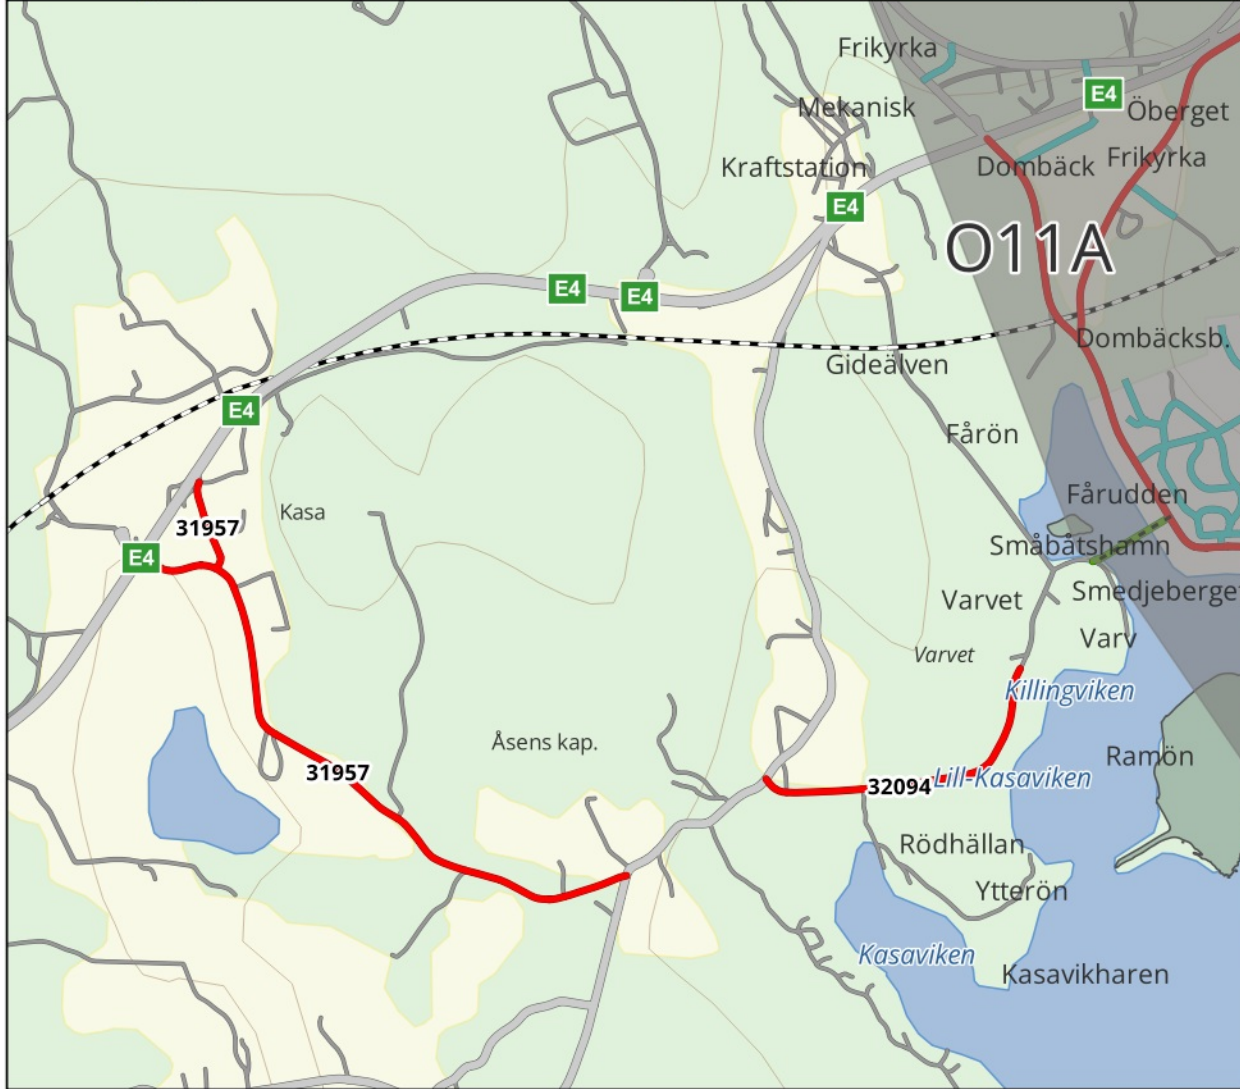 Frikyrka
E4
Mekanisk
Öberget
Kraftstation
Dombäck
Frikyrka
E4
O11A
E4
E4
Dombäcksb.
Gideälven
E4
Fårön
Fårudden
Kasa
31957
Småbåtshamn
E4
Varvet
Smedjeberget
Varv
Varvet
Killingviken
Åsens kap.
Ramön
31957
Lill-Kasaviken
32094
Rödhällan
Ytterön
Kasaviken
Kasavikharen